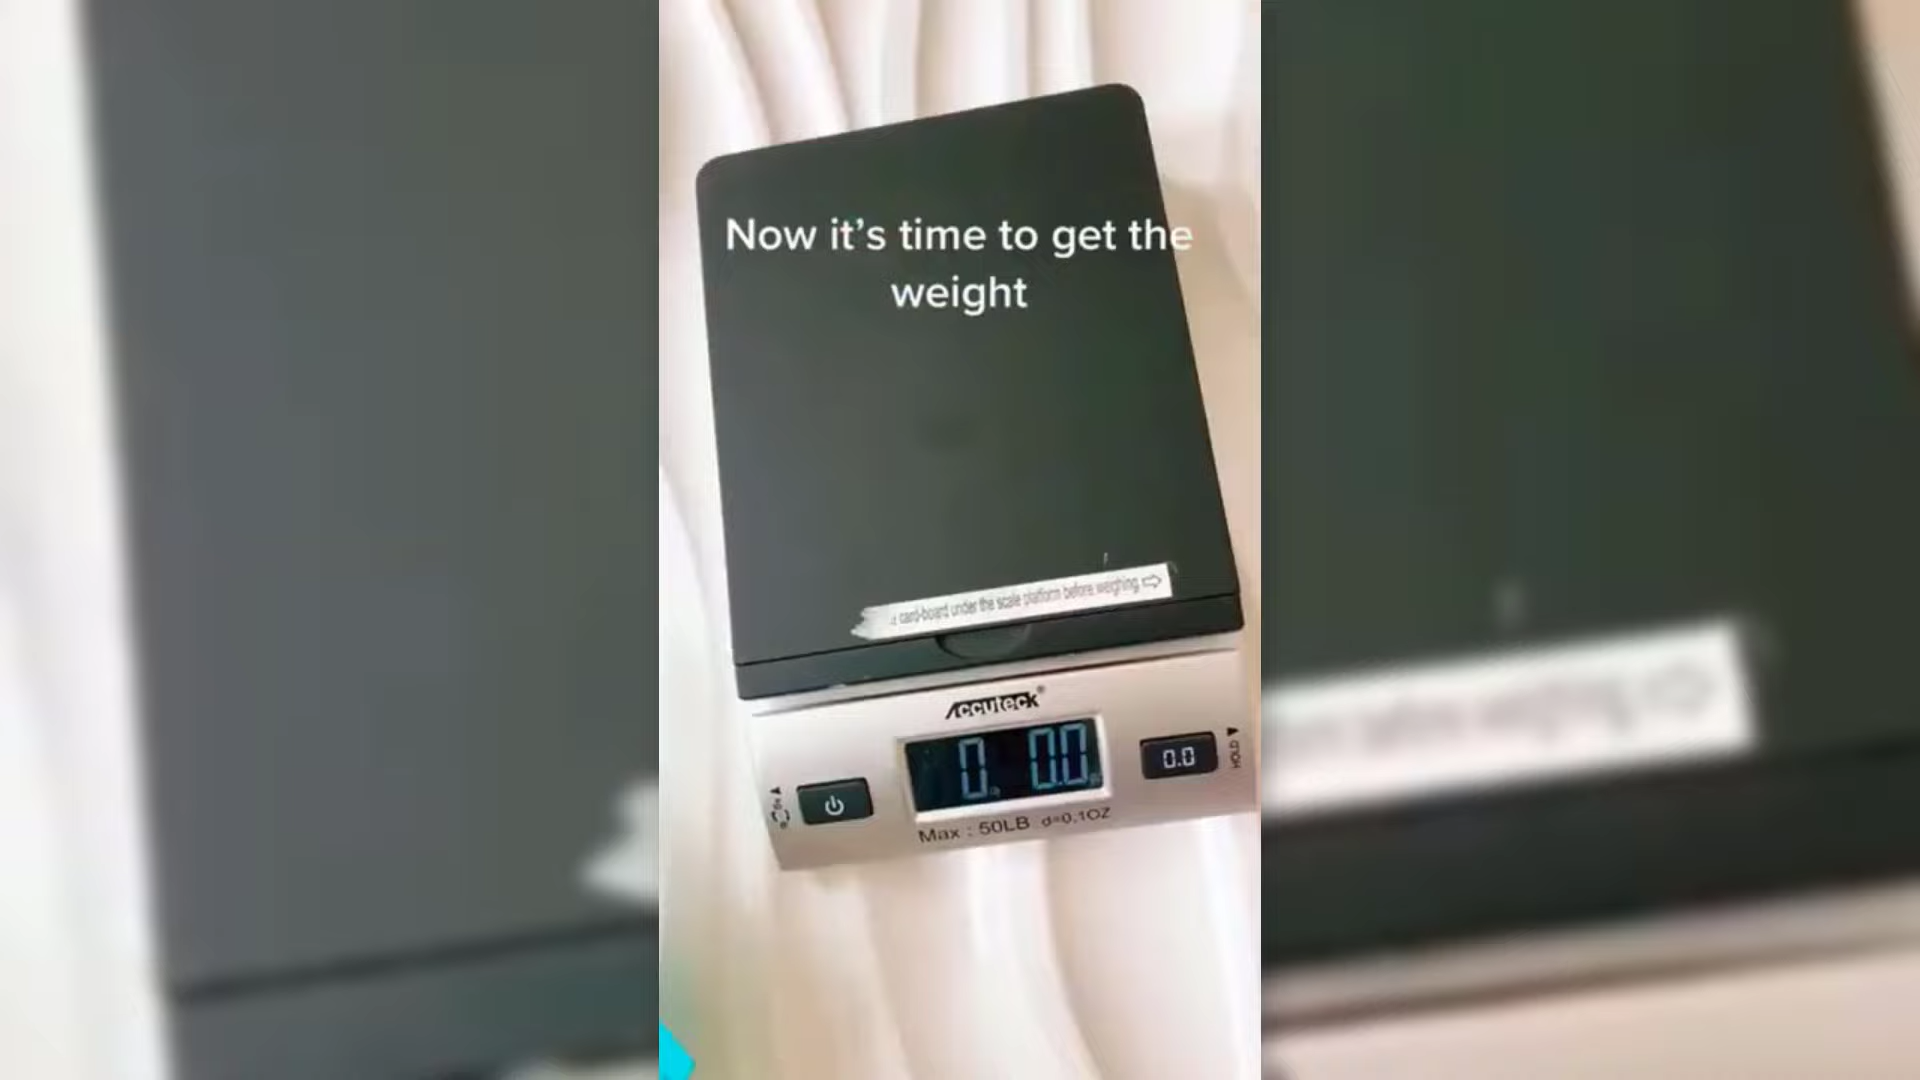 Now it’s time to get the
weight
card-board under the scale platform before weighing
Accuteck®
0 0.0
0.0
HOLD
Max : 50LB d=0.1OZ